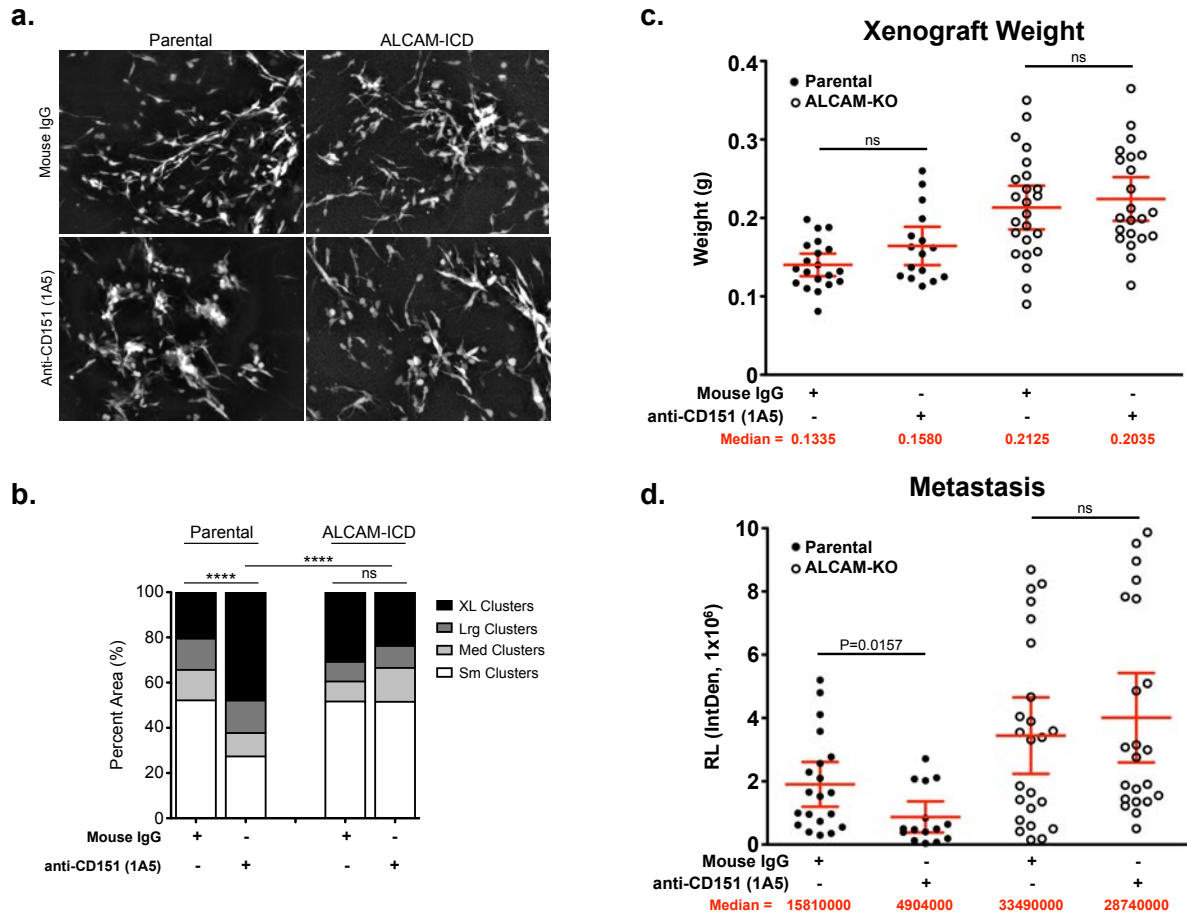 a.
Parental ALCAM-ICD
Mouse IgG
Anti-CD151 (1A5)
b.
Parental ALCAM-ICD
****
**** ns
100
80
60
40
20
0
Percent Area (%)
XL Clusters
Lrg Clusters
Med Clusters
Sm Clusters
Mouse IgG + - + -
anti-CD151 (1A5) - + - +
c.
Xenograft Weight
Parental
ALCAM-KO
ns
ns
0.4
0.3
0.2
0.1
0
Weight (g)
Mouse IgG + - + -
anti-CD151 (1A5) - + - +
Median = 0.1335 0.1580 0.2125 0.2035
d.
Metastasis
Parental
ALCAM-KO
ns
P=0.0157
10
8
6
4
2
0
RL (IntDen, 1x10⁶)
Mouse IgG + - + -
anti-CD151 (1A5) - + - +
Median = 15810000 4904000 33490000 28740000